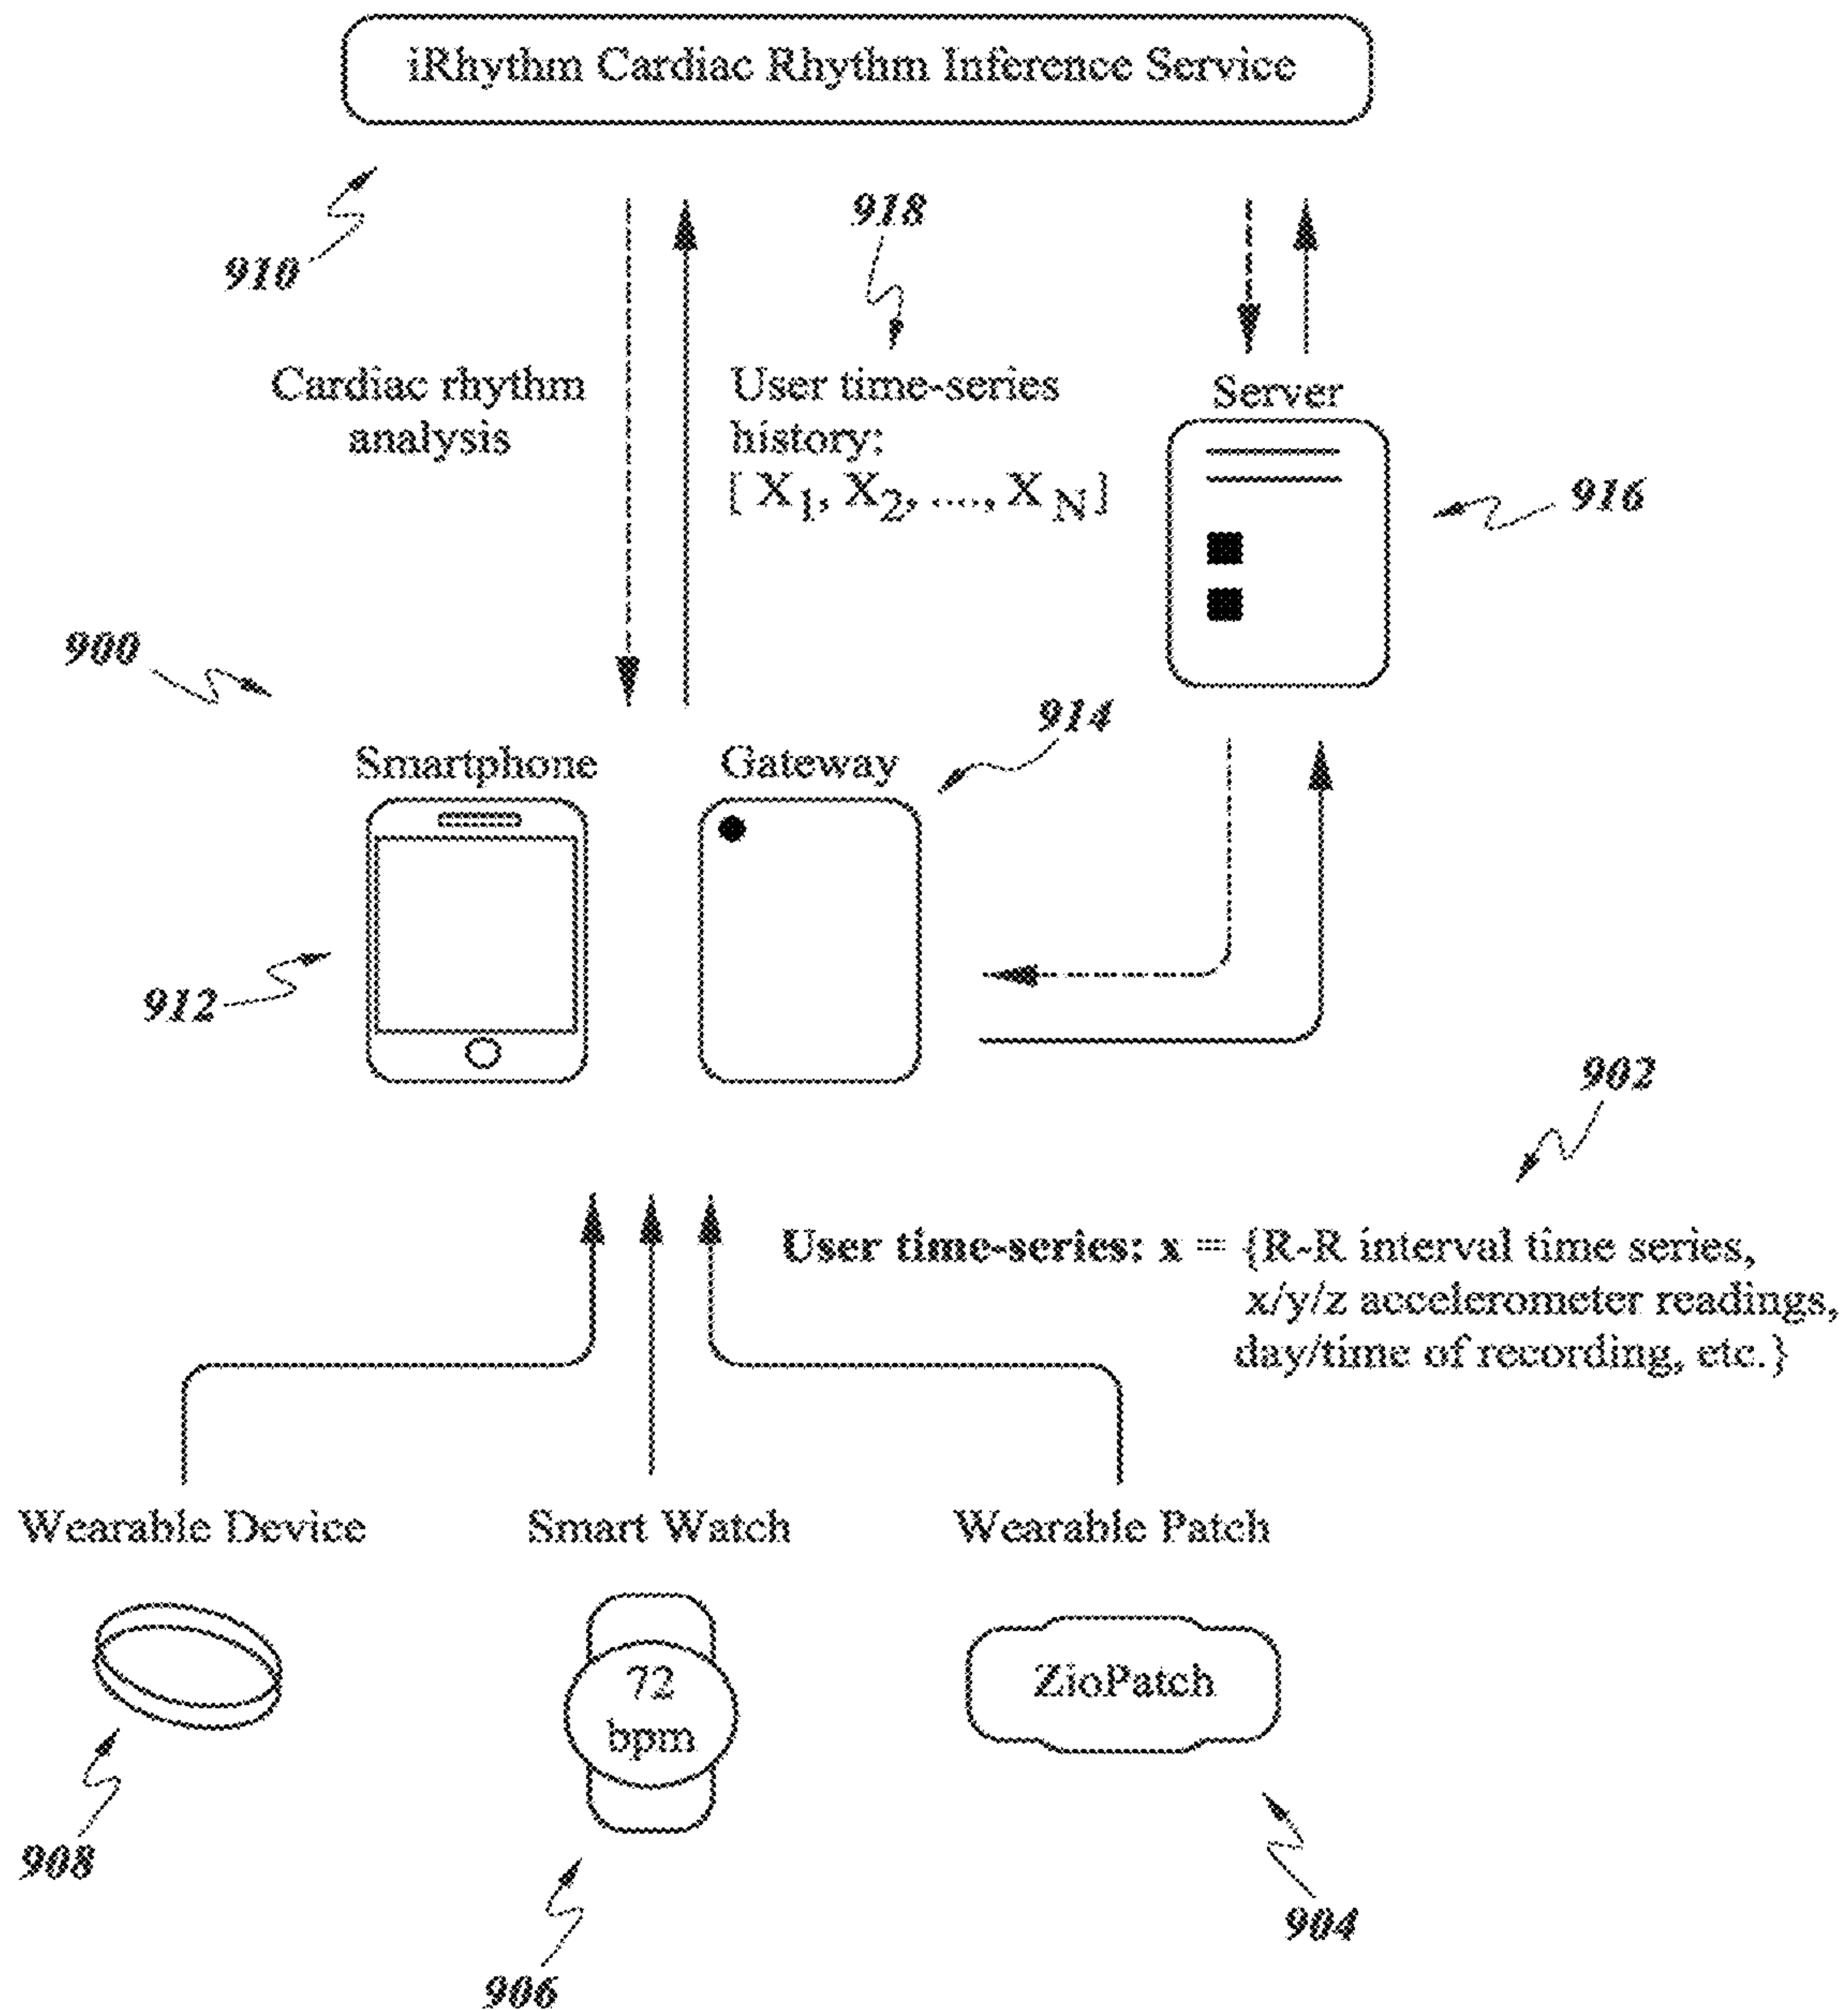 iRhythm Cardiac Rhythm Inference Service
910
918
Cardiac rhythm
analysis
User time-series
history:
[ X1, X2, ...., X N ]
Server
916
900
914
Smartphone
Gateway
912
902
User time-series: x = {R-R interval time series,
x/y/z accelerometer readings,
day/time of recording, etc.}
Wearable Device
Smart Watch
Wearable Patch
72
bpm
ZioPatch
908
906
904